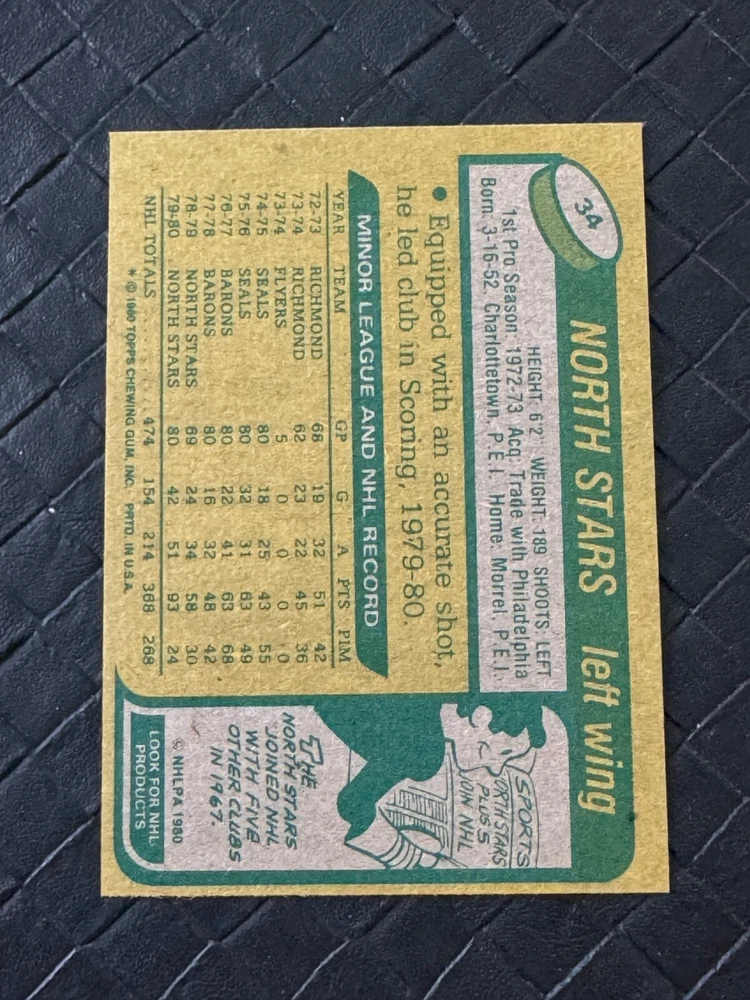 34
NORTH STARS left wing
HEIGHT: 6'2" WEIGHT: 189 SHOOTS: LEFT
1st Pro Season: 1972-73 Acq: Trade with Philadelphia
Born: 3-16-52, Charlottetown, P.E.I. Home: Morrel, P.E.I.
• Equipped with an accurate shot,
he led club in Scoring, 1979-80.
MINOR LEAGUE AND NHL RECORD
YEAR TEAM GP G A PTS PIM
72-73 RICHMOND 68 19 32 51 42
73-74 RICHMOND 62 23 22 45 36
73-74 FLYERS 5 0 0 0 0
74-75 SEALS 80 18 25 43 55
75-76 SEALS 80 32 31 63 49
76-77 BARONS 80 22 41 63 68
77-78 BARONS 80 16 32 48 42
78-79 NORTH STARS 69 24 34 58 30
79-80 NORTH STARS 80 42 51 93 24
NHL TOTALS . . . . . . . . 474 154 214 368 268
* © 1980 TOPPS CHEWING GUM, INC. PRTD. IN U.S.A.
SPORTS
ORTH STARS
PLUS 5
JOIN NHL
THE
NORTH STARS
JOINED NHL
WITH FIVE
OTHER CLUBS
IN 1967.
© NHLPA 1980
LOOK FOR NHL
PRODUCTS